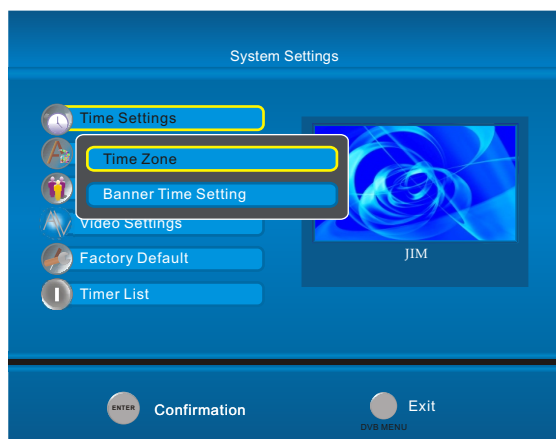 System Settings
Time Settings
Time Zone
Banner Time Setting
Video Settings
Factory Default
Timer List
JIM
ENTER
Confirmation
Exit
DVB MENU